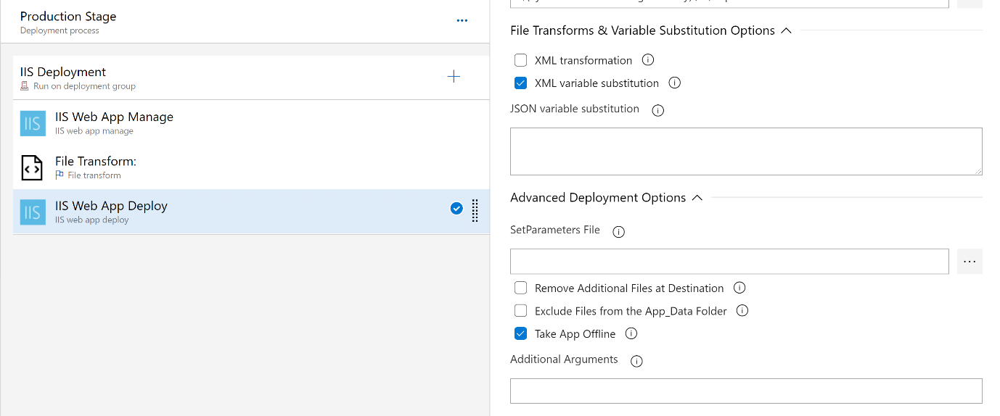 Production Stage
Deployment process
...
IIS Deployment
Run on deployment group
IIS
IIS Web App Manage
IIS web app manage
File Transform:
File transform
IIS
IIS Web App Deploy
IIS web app deploy
File Transforms & Variable Substitution Options
XML transformation
XML variable substitution
JSON variable substitution
Advanced Deployment Options
SetParameters File
...
Remove Additional Files at Destination
Exclude Files from the App_Data Folder
Take App Offline
Additional Arguments